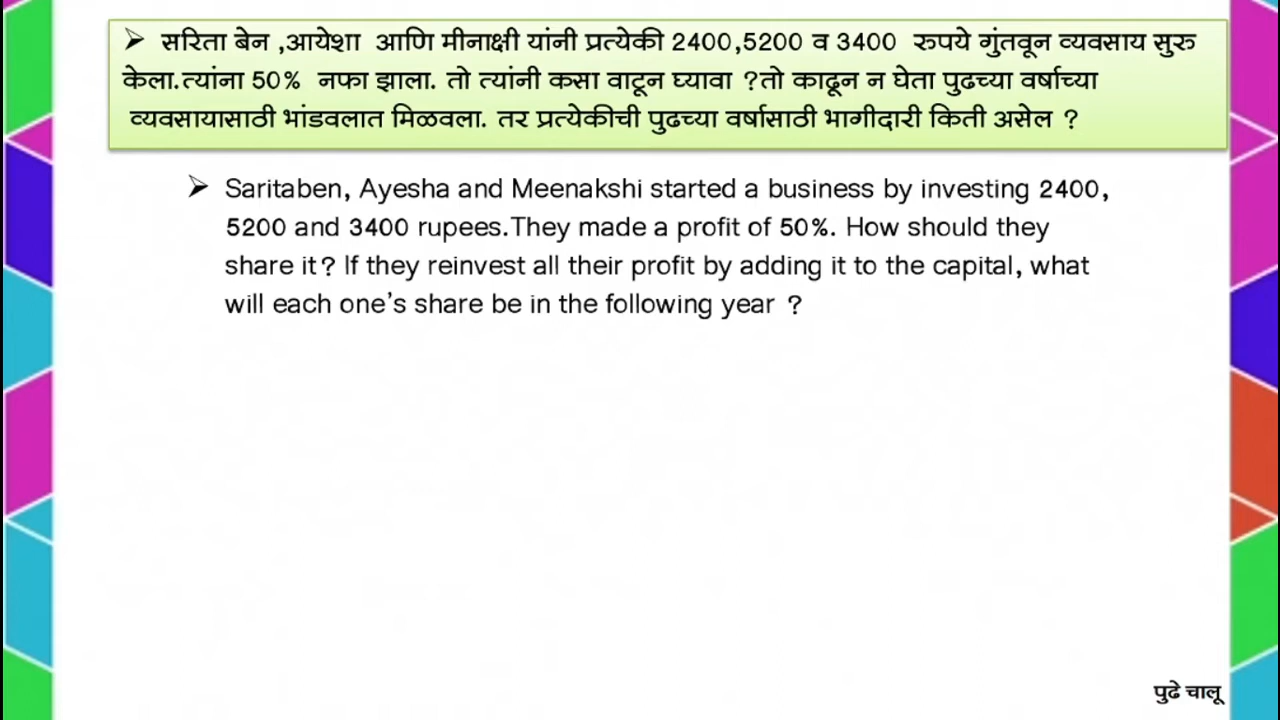 ➢ सरिता बेन ,आयेशा आणि मीनाक्षी यांनी प्रत्येकी 2400,5200 व 3400 रुपये गुंतवून व्यवसाय सुरु
केला.त्यांना 50% नफा झाला. तो त्यांनी कसा वाटून घ्यावा ?तो काढून न घेता पुढच्या वर्षाच्या
व्यवसायासाठी भांडवलात मिळवला. तर प्रत्येकीची पुढच्या वर्षासाठी भागीदारी किती असेल ?
➢ Saritaben, Ayesha and Meenakshi started a business by investing 2400,
5200 and 3400 rupees.They made a profit of 50%. How should they
share it? If they reinvest all their profit by adding it to the capital, what
will each one's share be in the following year ?
पुढे चालू